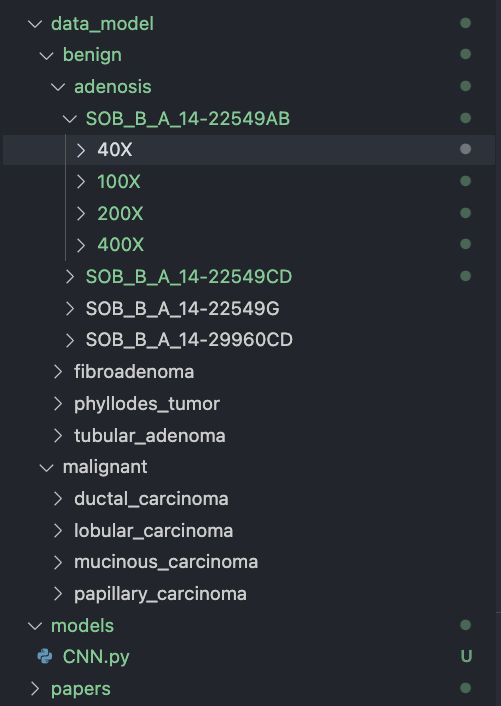 data_model
benign
adenosis
SOB_B_A_14-22549AB
40X
100X
200X
400X
SOB_B_A_14-22549CD
SOB_B_A_14-22549G
SOB_B_A_14-29960CD
fibroadenoma
phyllodes_tumor
tubular_adenoma
malignant
ductal_carcinoma
lobular_carcinoma
mucinous_carcinoma
papillary_carcinoma
models
CNN.py U
papers